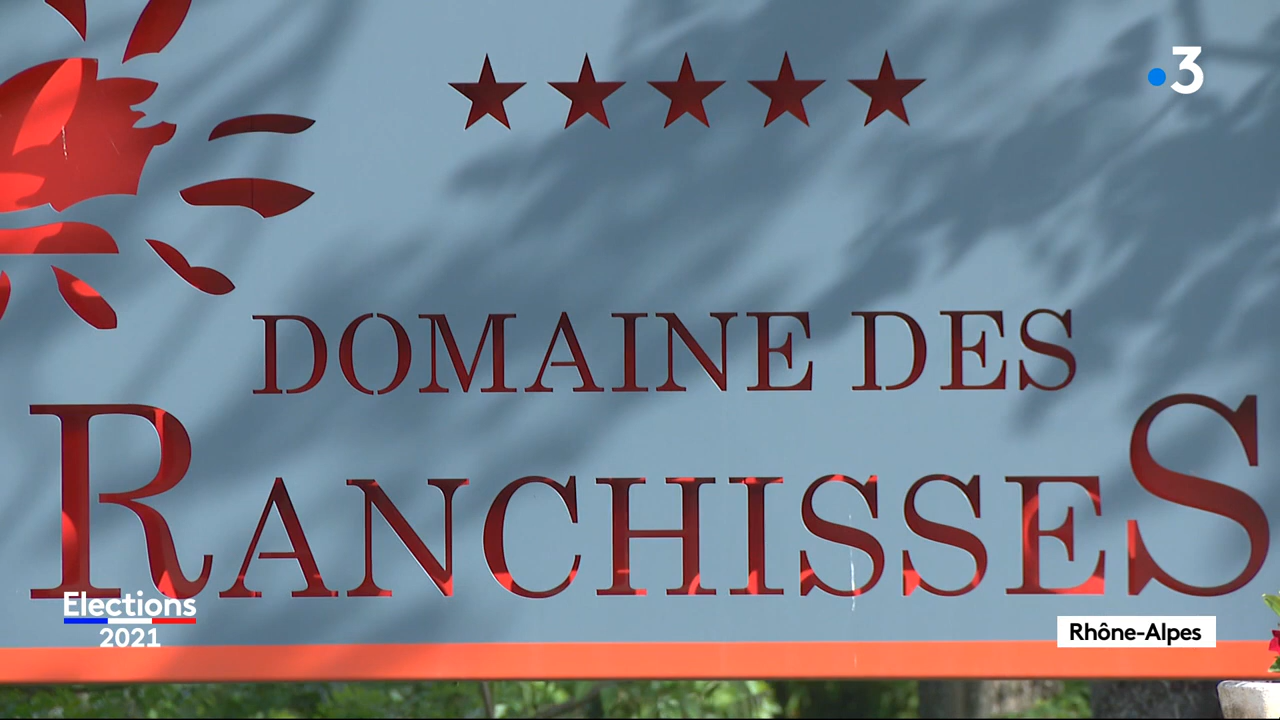 3
DOMAINE DES
RANCHISSES
Elections
2021
Rhône-Alpes